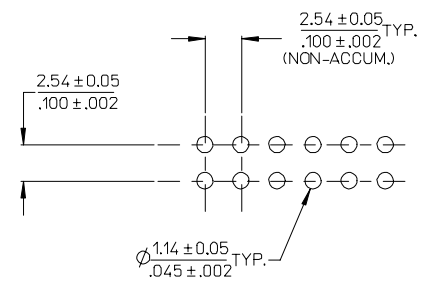 2.54 ±0.05 TYP.
.100 ±.002
(NON-ACCUM.)
2.54 ±0.05
.100 ±.002
Ø 1.14 ±0.05 TYP.
.045 ±.002